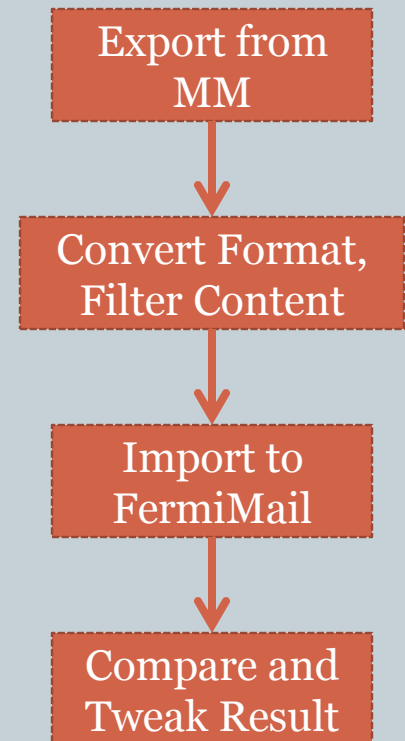 Export from
MM
Convert Format,
Filter Content
Import to
FermiMail
Compare and
Tweak Result